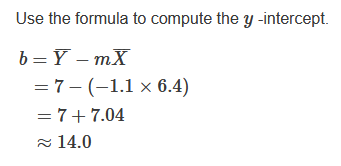 Use the formula to compute the y -intercept.
b = Y̅ − mX̅
= 7 − (−1.1 × 6.4)
= 7 + 7.04
≈ 14.0